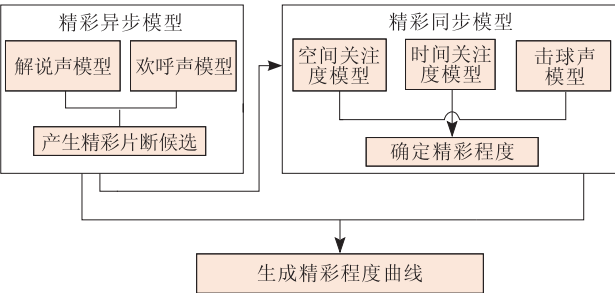 精彩异步模型
解说声模型
欢呼声模型
产生精彩片断候选
精彩同步模型
空间关注
度模型
时间关注
度模型
击球声
模型
确定精彩程度
生成精彩程度曲线